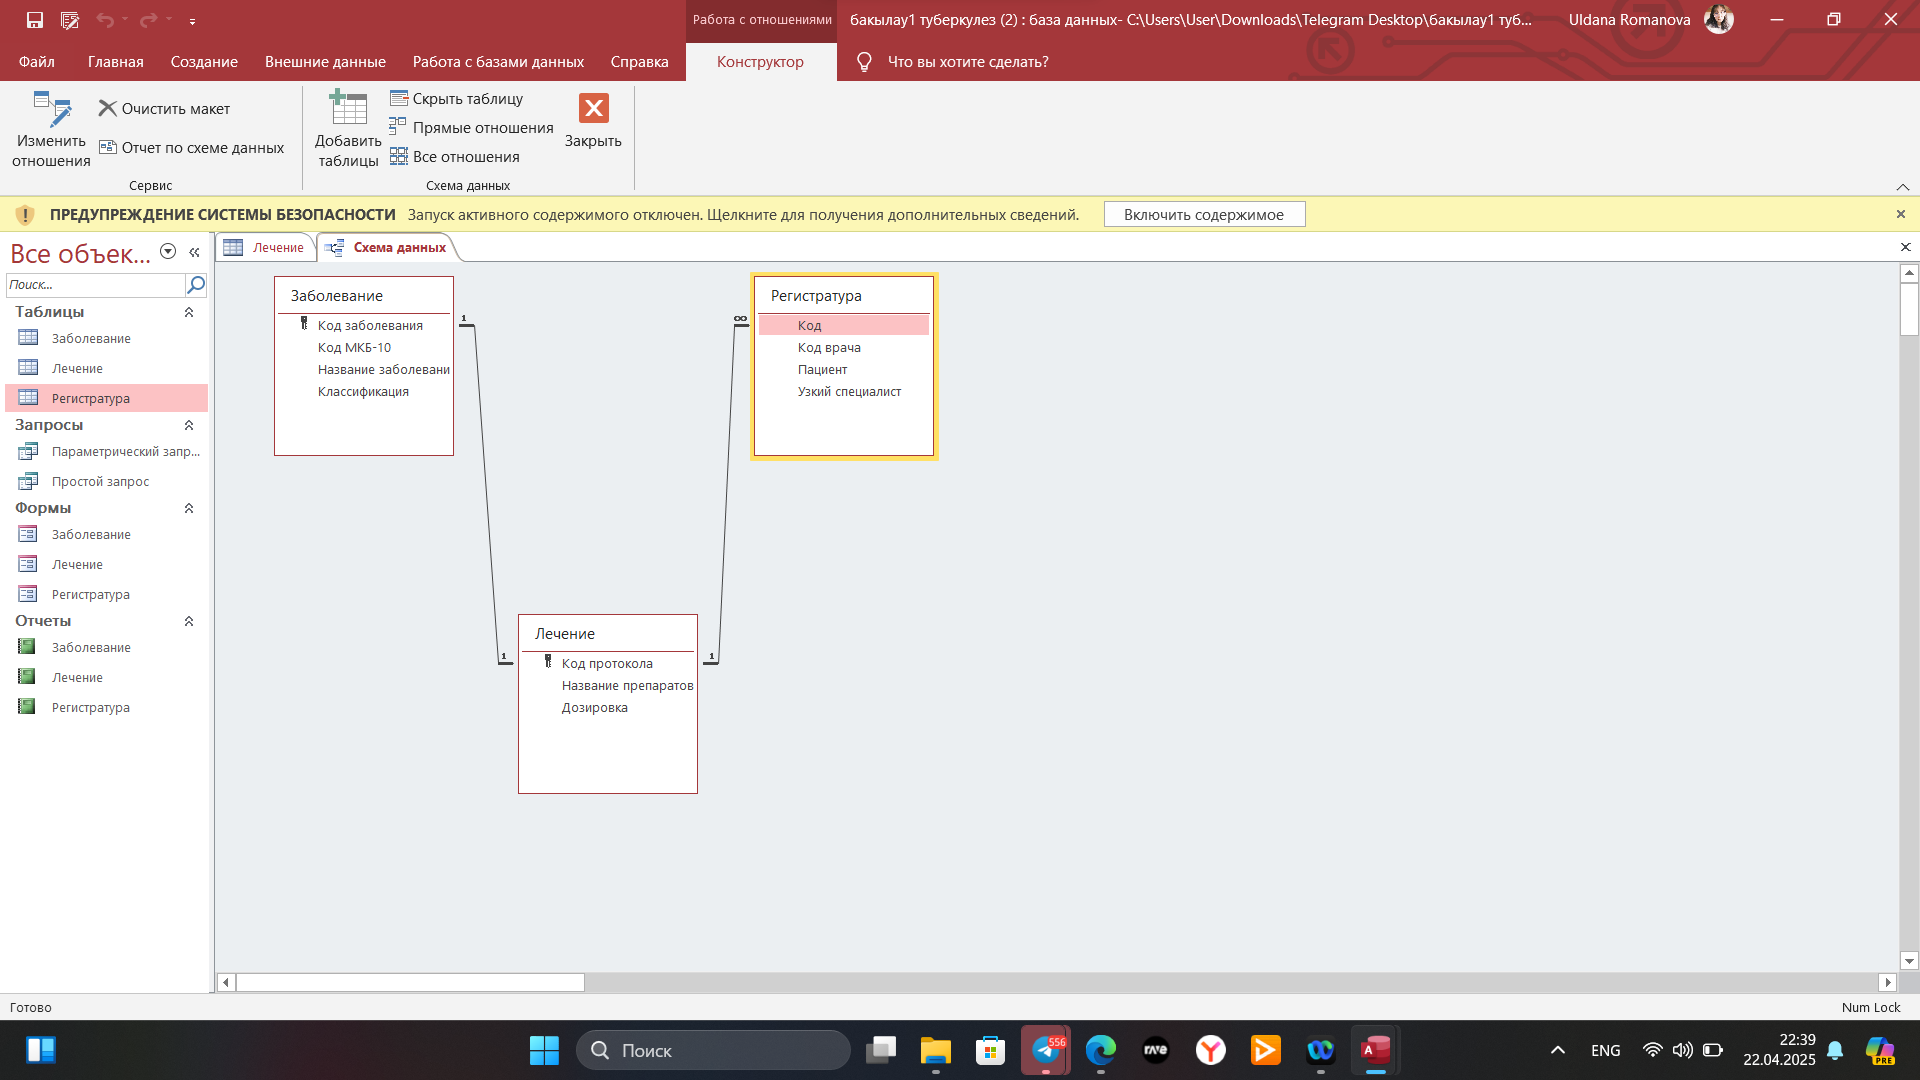 Работа с отношениями
бакылау1 туберкулез (2) : база данных- C:\Users\User\Downloads\Telegram Desktop\бакылау1 туб...
Uldana Romanova
Файл
Главная
Создание
Внешние данные
Работа с базами данных
Справка
Конструктор
Что вы хотите сделать?
Изменить
отношения
Очистить макет
Отчет по схеме данных
Сервис
Добавить
таблицы
Скрыть таблицу
Прямые отношения
Все отношения
Закрыть
Схема данных
ПРЕДУПРЕЖДЕНИЕ СИСТЕМЫ БЕЗОПАСНОСТИ Запуск активного содержимого отключен. Щелкните для получения дополнительных сведений.
Включить содержимое
Все объек...
Поиск...
Таблицы
Заболевание
Лечение
Регистратура
Запросы
Параметрический запр...
Простой запрос
Формы
Заболевание
Лечение
Регистратура
Отчеты
Заболевание
Лечение
Регистратура
Лечение
Схема данных
Заболевание
Код заболевания
Код МКБ-10
Название заболевани
Классификация
1
∞
Регистратура
Код
Код врача
Пациент
Узкий специалист
1
1
Лечение
Код протокола
Название препаратов
Дозировка
Готово
Num Lock
Поиск
556
rave
A
ENG
22:39
22.04.2025
PRE